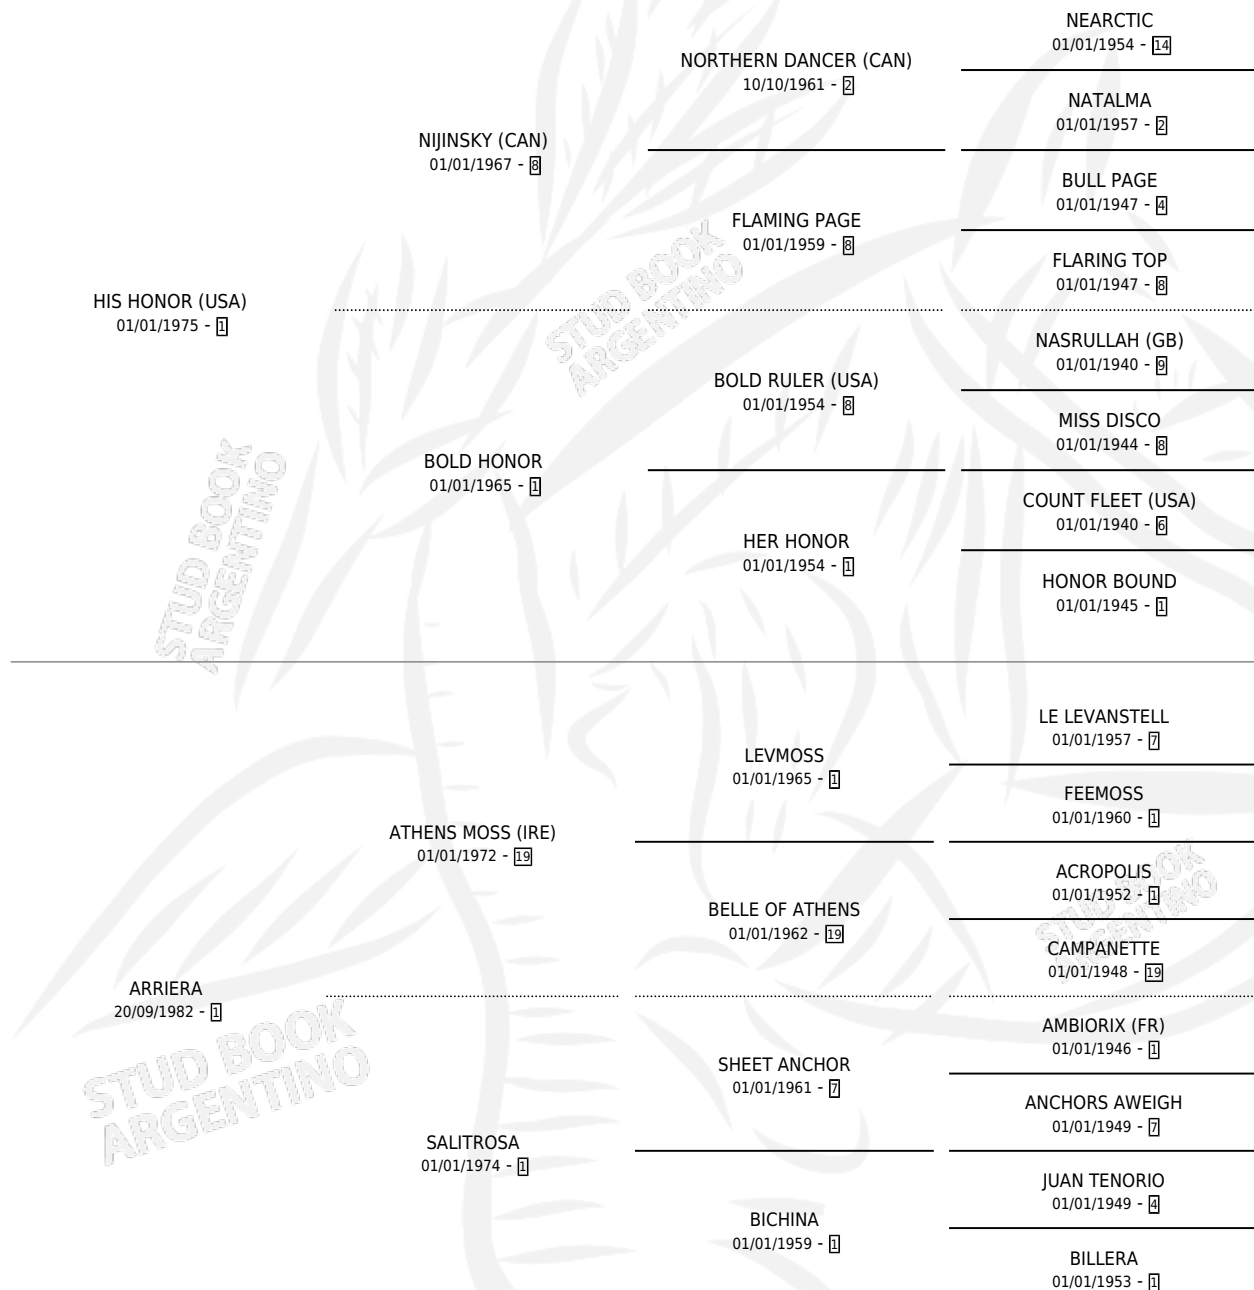 NEARCTIC
01/01/1954 - 14
NORTHERN DANCER (CAN)
10/10/1961 - 2
NATALMA
01/01/1957 - 2
NIJINSKY (CAN)
01/01/1967 - 8
BULL PAGE
01/01/1947 - 4
FLAMING PAGE
01/01/1959 - 8
FLARING TOP
01/01/1947 - 8
HIS HONOR (USA)
01/01/1975 - 1
NASRULLAH (GB)
01/01/1940 - 9
BOLD RULER (USA)
01/01/1954 - 8
MISS DISCO
01/01/1944 - 8
BOLD HONOR
01/01/1965 - 1
COUNT FLEET (USA)
01/01/1940 - 6
HER HONOR
01/01/1954 - 1
HONOR BOUND
01/01/1945 - 1
LE LEVANSTELL
01/01/1957 - 7
LEVMOSS
01/01/1965 - 1
FEEMOSS
01/01/1960 - 1
ATHENS MOSS (IRE)
01/01/1972 - 19
ACROPOLIS
01/01/1952 - 1
BELLE OF ATHENS
01/01/1962 - 19
CAMPANETTE
01/01/1948 - 19
ARRIERA
20/09/1982 - 1
AMBIORIX (FR)
01/01/1946 - 1
SHEET ANCHOR
01/01/1961 - 7
ANCHORS AWEIGH
01/01/1949 - 7
SALITROSA
01/01/1974 - 1
JUAN TENORIO
01/01/1949 - 4
BICHINA
01/01/1959 - 1
BILLERA
01/01/1953 - 1
STUD BOOK
ARGENTINO
STUD BOOK
ARGENTINO
STUD BOOK
ARGENTINO
STUD BOOK
ARGENTINO